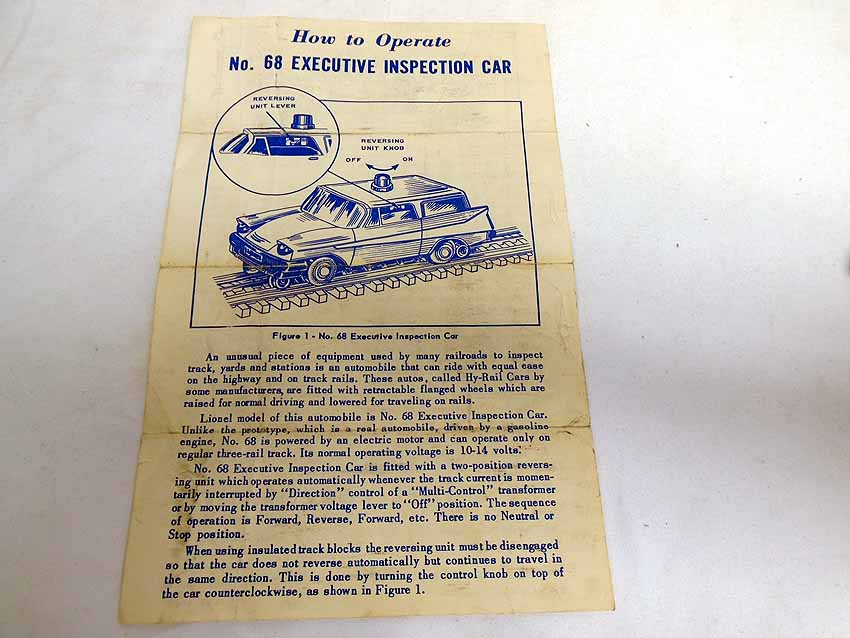 How to Operate
No. 68 EXECUTIVE INSPECTION CAR
REVERSING
UNIT LEVER
REVERSING
UNIT KNOB
OFF ON
Figure 1 - No. 68 Executive Inspection Car
An unusual piece of equipment used by many railroads to inspect
track, yards and stations is an automobile that can ride with equal ease
on the highway and on track rails. These autos, called Hy-Rail Cars by
some manufacturers, are fitted with retractable flanged wheels which are
raised for normal driving and lowered for traveling on rails.
Lionel model of this automobile is No. 68 Executive Inspection Car.
Unlike the prototype, which is a real automobile, driven by a gasoline
engine, No. 68 is powered by an electric motor and can operate only on
regular three-rail track. Its normal operating voltage is 10-14 volts.
No. 68 Executive Inspection Car is fitted with a two-position revers-
ing unit which operates automatically whenever the track current is momen-
tarily interrupted by "Direction" control of a "Multi-Control" transformer
or by moving the transformer voltage lever to "Off" position. The sequence
of operation is Forward, Reverse, Forward, etc. There is no Neutral or
Stop position.
When using insulated track blocks the reversing unit must be disengaged
so that the car does not reverse automatically but continues to travel in
the same direction. This is done by turning the control knob on top of
the car counterclockwise, as shown in Figure 1.